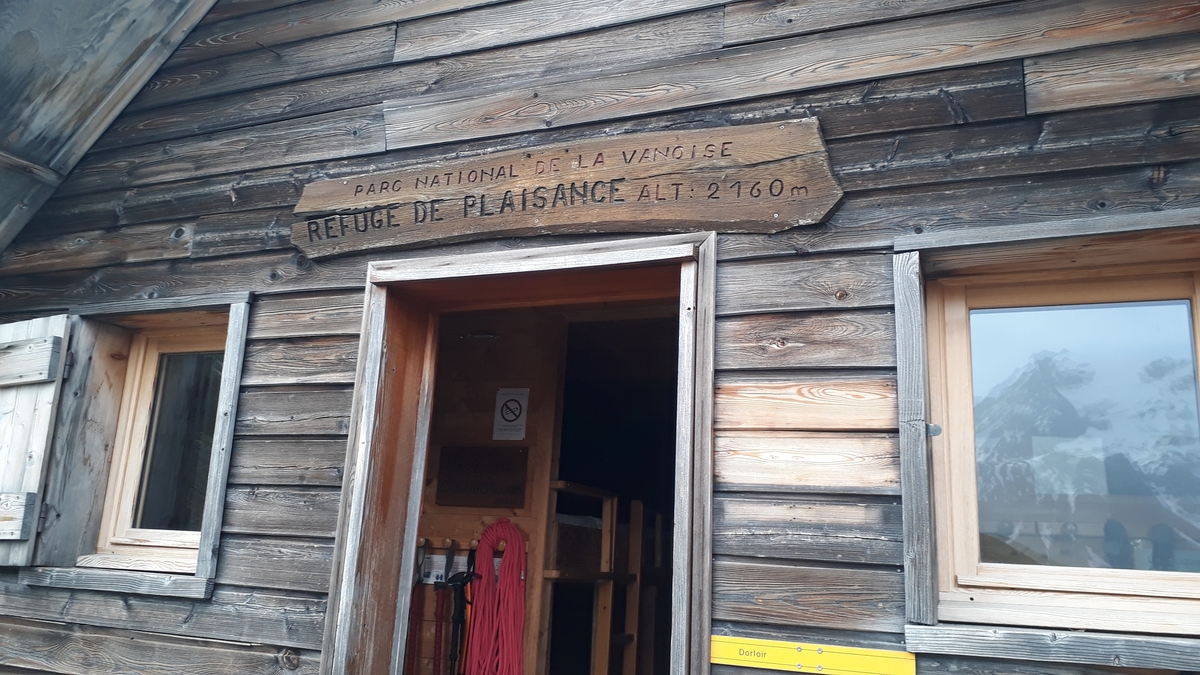 PARC NATIONAL DE LA VANOISE
REFUGE DE PLAISANCE ALT: 2160m
Dortoir